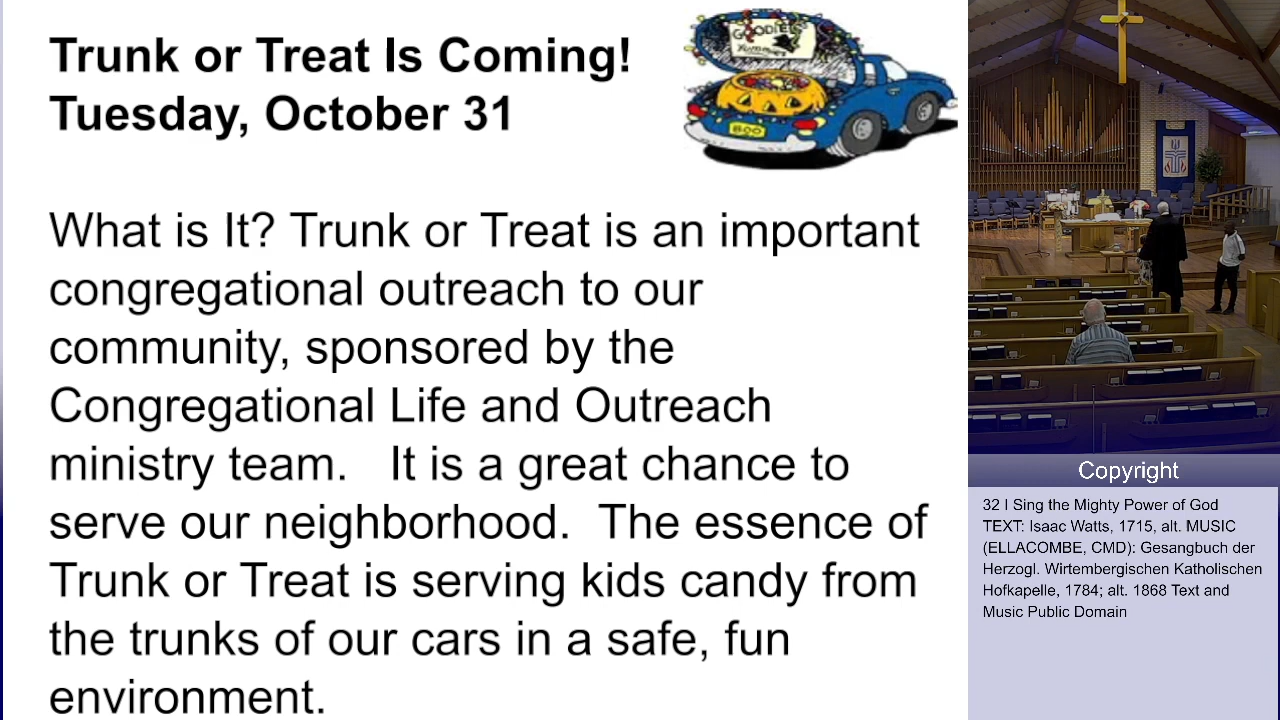 Trunk or Treat Is Coming!
Tuesday, October 31
GOODIES
Yummer
BOO
What is It? Trunk or Treat is an important
congregational outreach to our
community, sponsored by the
Congregational Life and Outreach
ministry team.   It is a great chance to
serve our neighborhood.  The essence of
Trunk or Treat is serving kids candy from
the trunks of our cars in a safe, fun
environment.
Copyright
32 I Sing the Mighty Power of God
TEXT: Isaac Watts, 1715, alt. MUSIC
(ELLACOMBE, CMD): Gesangbuch der
Herzogl. Wirtembergischen Katholischen
Hofkapelle, 1784; alt. 1868 Text and
Music Public Domain